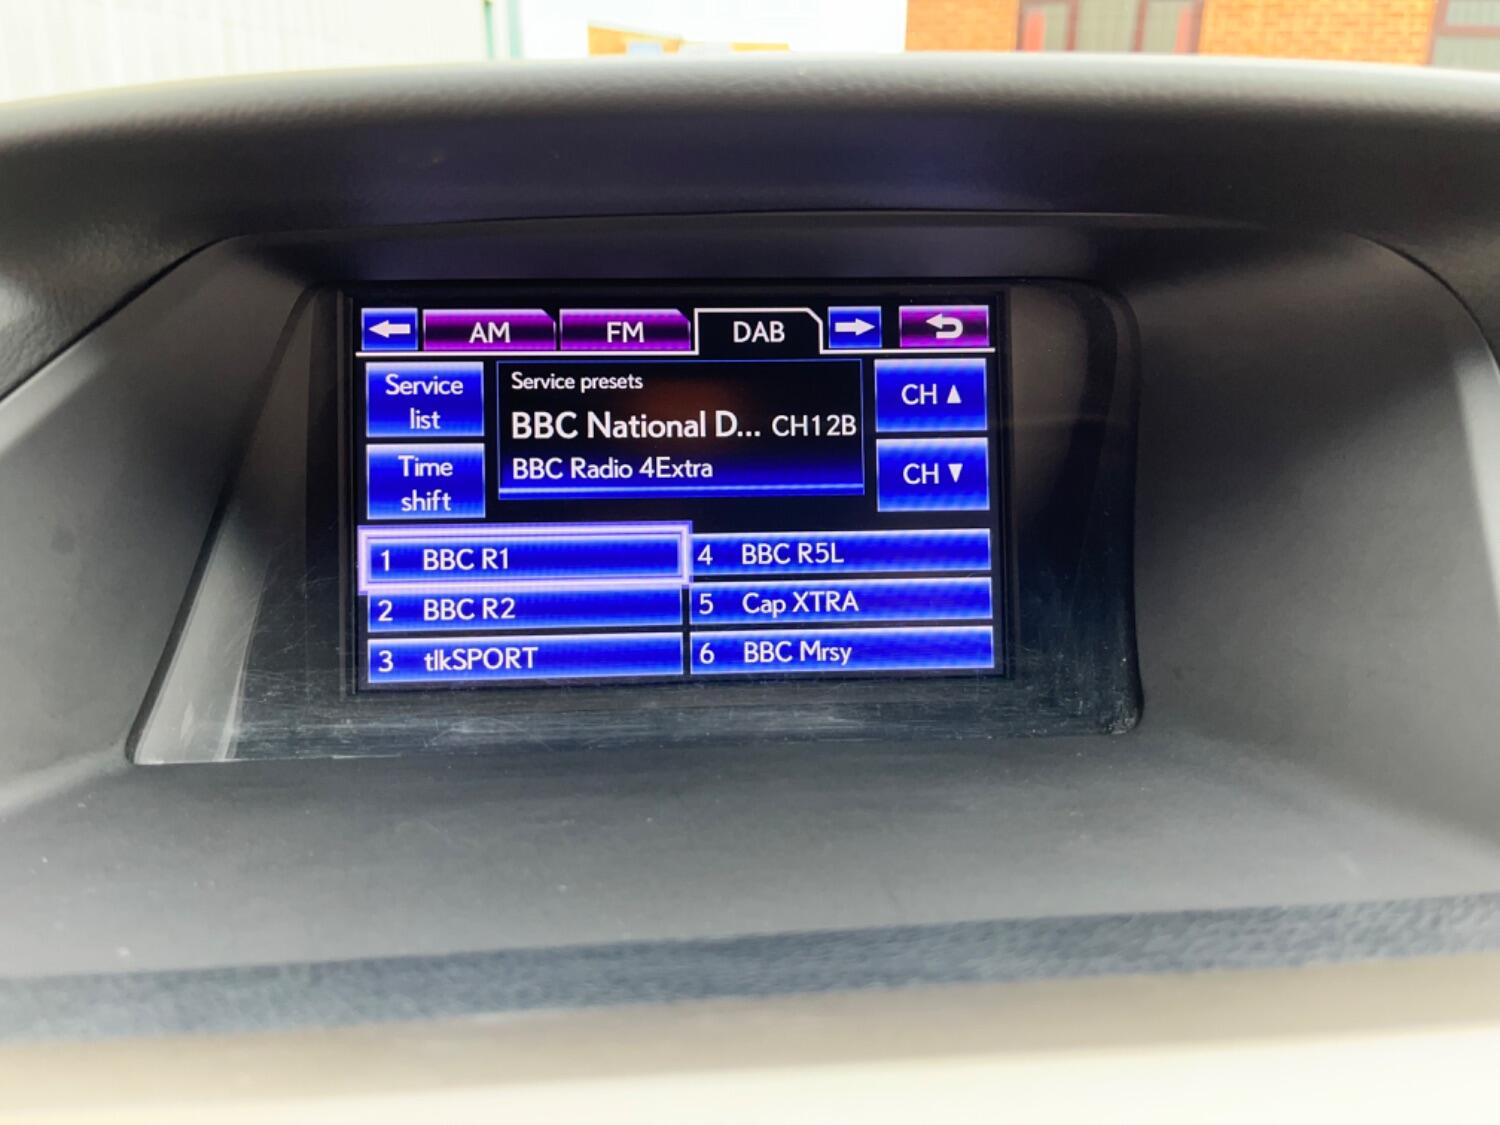 AM FM DAB
Service list
Service presets
CH ▲
BBC National D... CH12B
Time shift
BBC Radio 4Extra
CH ▼
1 BBC R1
4 BBC R5L
2 BBC R2
5 Cap XTRA
3 tlkSPORT
6 BBC Mrsy